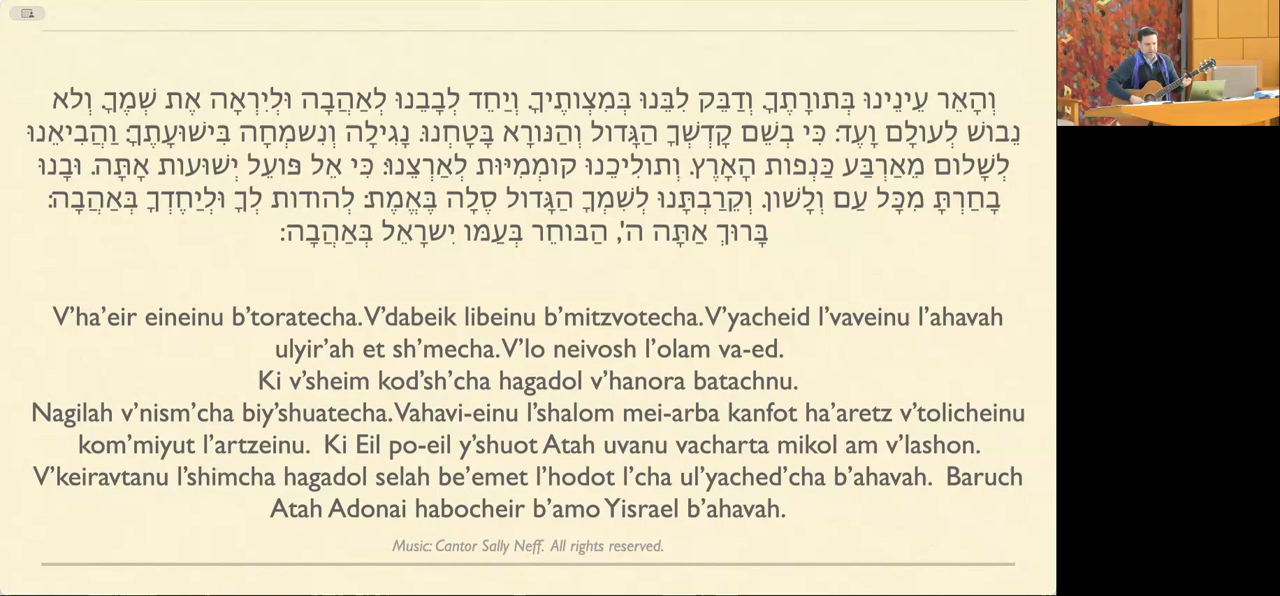 וְהָאֵר עֵינֵינוּ בְּתוֹרָתֶךָ, וְדַבֵּק לִבֵּנוּ בְּמִצְוֹתֶיךָ, וְיַחֵד לְבָבֵנוּ לְאַהֲבָה וּלְיִרְאָה אֶת שְׁמֶךָ, וְלֹא
נֵבוֹשׁ לְעוֹלָם וָעֶד: כִּי בְשֵׁם קָדְשְׁךָ הַגָּדוֹל וְהַנּוֹרָא בָּטָחְנוּ: נָגִילָה וְנִשְׂמְחָה בִּישׁוּעָתֶךָ: וַהֲבִיאֵנוּ
לְשָׁלוֹם מֵאַרְבַּע כַּנְפוֹת הָאָרֶץ. וְתוֹלִיכֵנוּ קוֹמְמִיּוּת לְאַרְצֵנוּ: כִּי אֵל פּוֹעֵל יְשׁוּעוֹת אָתָּה. וּבָנוּ
בָחַרְתָּ מִכָּל עַם וְלָשׁוֹן. וְקֵרַבְתָּנוּ לְשִׁמְךָ הַגָּדוֹל סֶלָה בֶּאֱמֶת: לְהוֹדוֹת לְךָ וּלְיַחֶדְךָ בְּאַהֲבָה:
בָּרוּךְ אַתָּה ה', הַבּוֹחֵר בְּעַמּוֹ יִשְׂרָאֵל בְּאַהֲבָה:
V'ha'eir eineinu b'toratecha. V'dabeik libeinu b'mitzvotecha. V'yacheid l'vaveinu l'ahavah
ulyir'ah et sh'mecha. V'lo neivosh l'olam va-ed.
Ki v'sheim kod'sh'cha hagadol v'hanora batachnu.
Nagilah v'nism'cha biy'shuatecha. Vahavi-einu l'shalom mei-arba kanfot ha'aretz v'tolicheinu
kom'miyut l'artzeinu. Ki Eil po-eil y'shuot Atah uvanu vacharta mikol am v'lashon.
V'keiravtanu l'shimcha hagadol selah be'emet l'hodot l'cha ul'yached'cha b'ahavah. Baruch
Atah Adonai habocheir b'amo Yisrael b'ahavah.
Music: Cantor Sally Neff. All rights reserved.